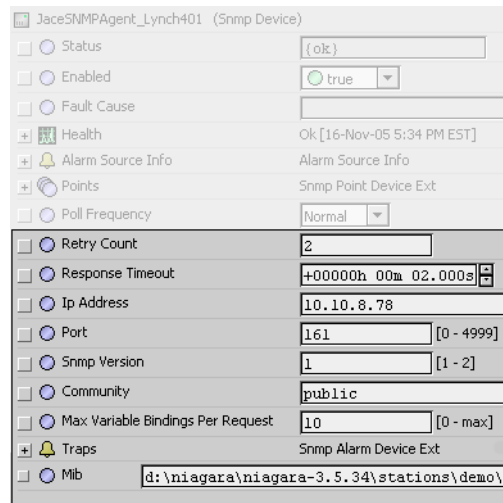 JaceSNMPAgent_Lynch401 (Snmp Device)
Status {ok}
Enabled true
Fault Cause
Health Ok [16-Nov-05 5:34 PM EST]
Alarm Source Info Alarm Source Info
Points Snmp Point Device Ext
Poll Frequency Normal
Retry Count 2
Response Timeout +00000h 00m 02.000s
Ip Address 10.10.8.78
Port 161 [0 - 4999]
Snmp Version 1 [1 - 2]
Community public
Max Variable Bindings Per Request 10 [0 - max]
Traps Snmp Alarm Device Ext
Mib d:\niagara\niagara-3.5.34\stations\demo\